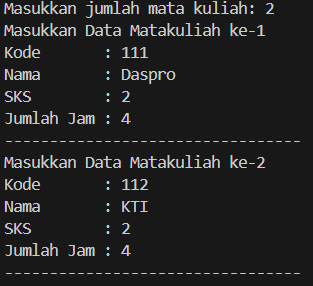 Masukkan jumlah mata kuliah: 2
Masukkan Data Matakuliah ke-1
Kode       : 111
Nama       : Daspro
SKS        : 2
Jumlah Jam : 4
---------------------------------
Masukkan Data Matakuliah ke-2
Kode       : 112
Nama       : KTI
SKS        : 2
Jumlah Jam : 4
---------------------------------